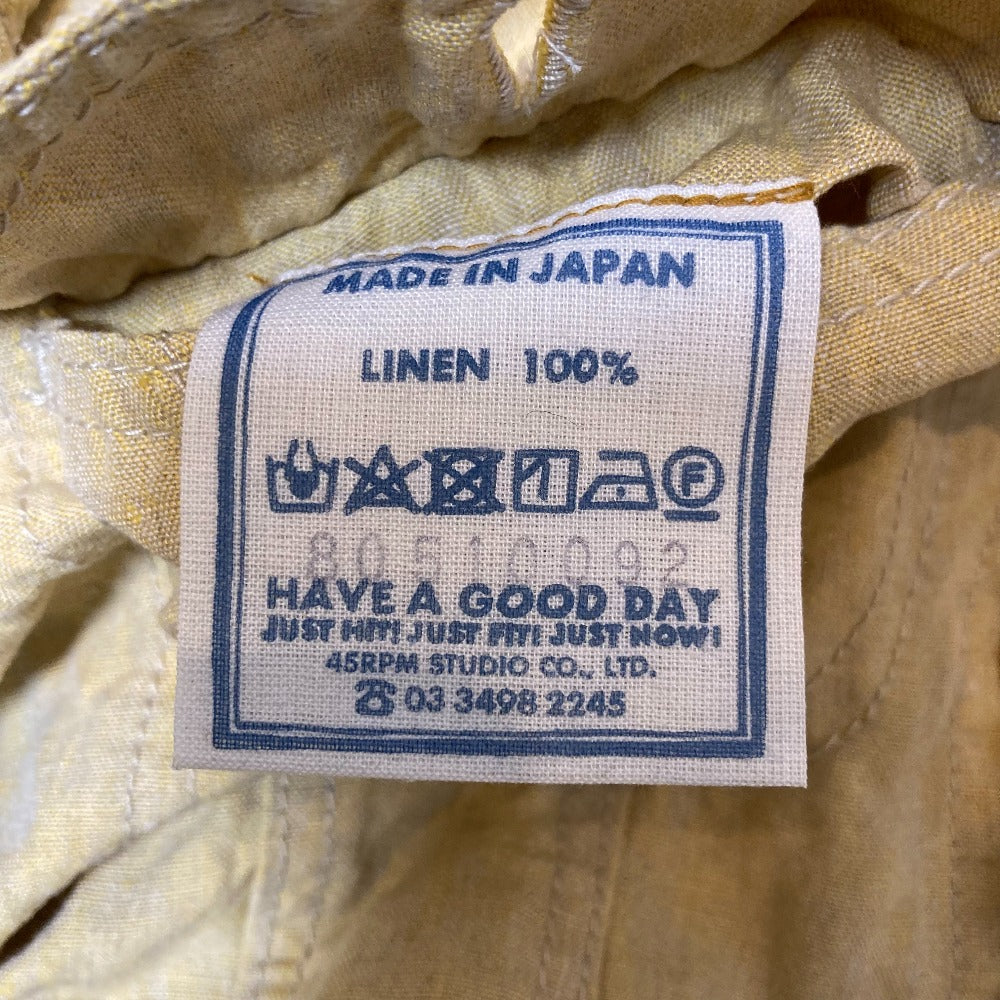 MADE IN JAPAN
LINEN 100%
80510092
HAVE A GOOD DAY
JUST HIT! JUST FIT! JUST NOW!
45RPM STUDIO CO., LTD.
☎ 03 3498 2245